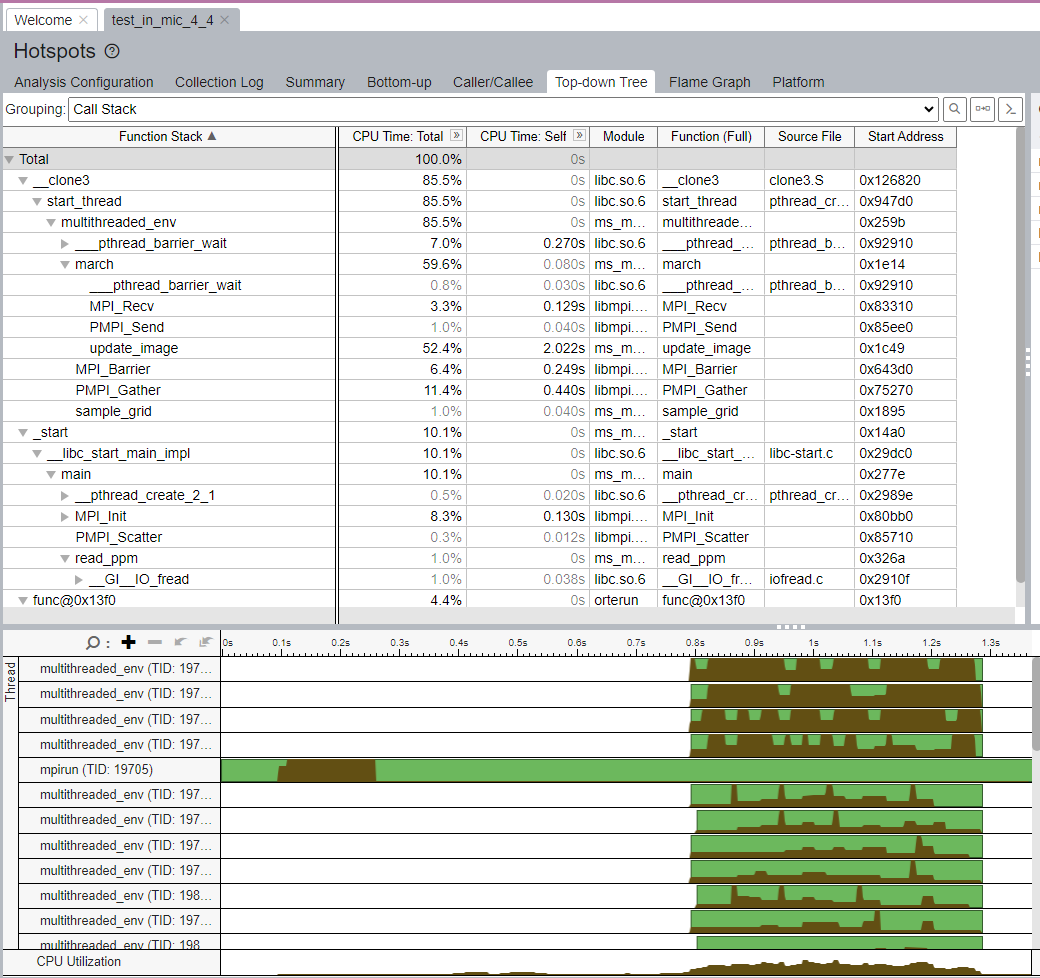 Welcome ×
test_in_mic_4_4 ×
Hotspots ?
Analysis Configuration Collection Log Summary Bottom-up Caller/Callee Top-down Tree Flame Graph Platform
Grouping: Call Stack
Function Stack ▲ CPU Time: Total » CPU Time: Self » Module Function (Full) Source File Start Address
Total 100.0% 0s
__clone3 85.5% 0s libc.so.6 __clone3 clone3.S 0x126820
start_thread 85.5% 0s libc.so.6 start_thread pthread_cr… 0x947d0
multithreaded_env 85.5% 0s ms_m… multithreade… 0x259b
___pthread_barrier_wait 7.0% 0.270s libc.so.6 ___pthread_… pthread_b… 0x92910
march 59.6% 0.080s ms_m… march 0x1e14
___pthread_barrier_wait 0.8% 0.030s libc.so.6 ___pthread_… pthread_b… 0x92910
MPI_Recv 3.3% 0.129s libmpi.… MPI_Recv 0x83310
PMPI_Send 1.0% 0.040s libmpi.… PMPI_Send 0x85ee0
update_image 52.4% 2.022s ms_m… update_image 0x1c49
MPI_Barrier 6.4% 0.249s libmpi.… MPI_Barrier 0x643d0
PMPI_Gather 11.4% 0.440s libmpi.… PMPI_Gather 0x75270
sample_grid 1.0% 0.040s ms_m… sample_grid 0x1895
_start 10.1% 0s ms_m… _start 0x14a0
__libc_start_main_impl 10.1% 0s libc.so.6 __libc_start_… libc-start.c 0x29dc0
main 10.1% 0s ms_m… main 0x277e
__pthread_create_2_1 0.5% 0.020s libc.so.6 __pthread_cr… pthread_cr… 0x2989e
MPI_Init 8.3% 0.130s libmpi.… MPI_Init 0x80bb0
PMPI_Scatter 0.3% 0.012s libmpi.… PMPI_Scatter 0x85710
read_ppm 1.0% 0s ms_m… read_ppm 0x326a
__GI__IO_fread 1.0% 0.038s libc.so.6 __GI__IO_fr… iofread.c 0x2910f
func@0x13f0 4.4% 0s orterun func@0x13f0 0x13f0
0s 0.1s 0.2s 0.3s 0.4s 0.5s 0.6s 0.7s 0.8s 0.9s 1s 1.1s 1.2s 1.3s
Thread
multithreaded_env (TID: 197…
multithreaded_env (TID: 197…
multithreaded_env (TID: 197…
multithreaded_env (TID: 197…
mpirun (TID: 19705)
multithreaded_env (TID: 197…
multithreaded_env (TID: 197…
multithreaded_env (TID: 197…
multithreaded_env (TID: 197…
multithreaded_env (TID: 198…
multithreaded_env (TID: 197…
multithreaded_env (TID: 198
CPU Utilization